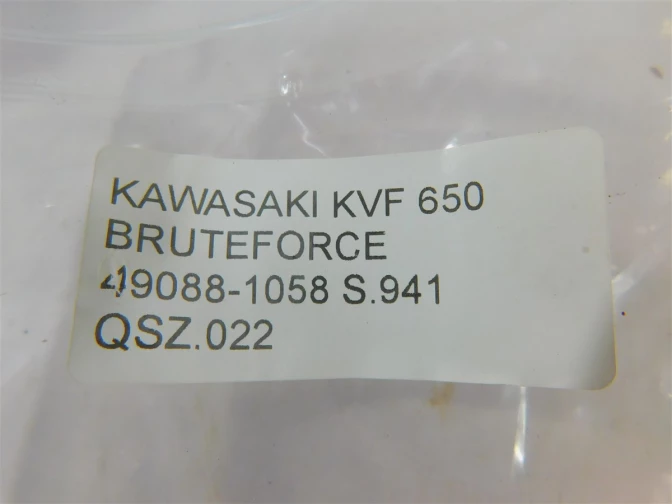 KAWASAKI KVF 650
BRUTEFORCE
49088-1058 S.941
QSZ.022